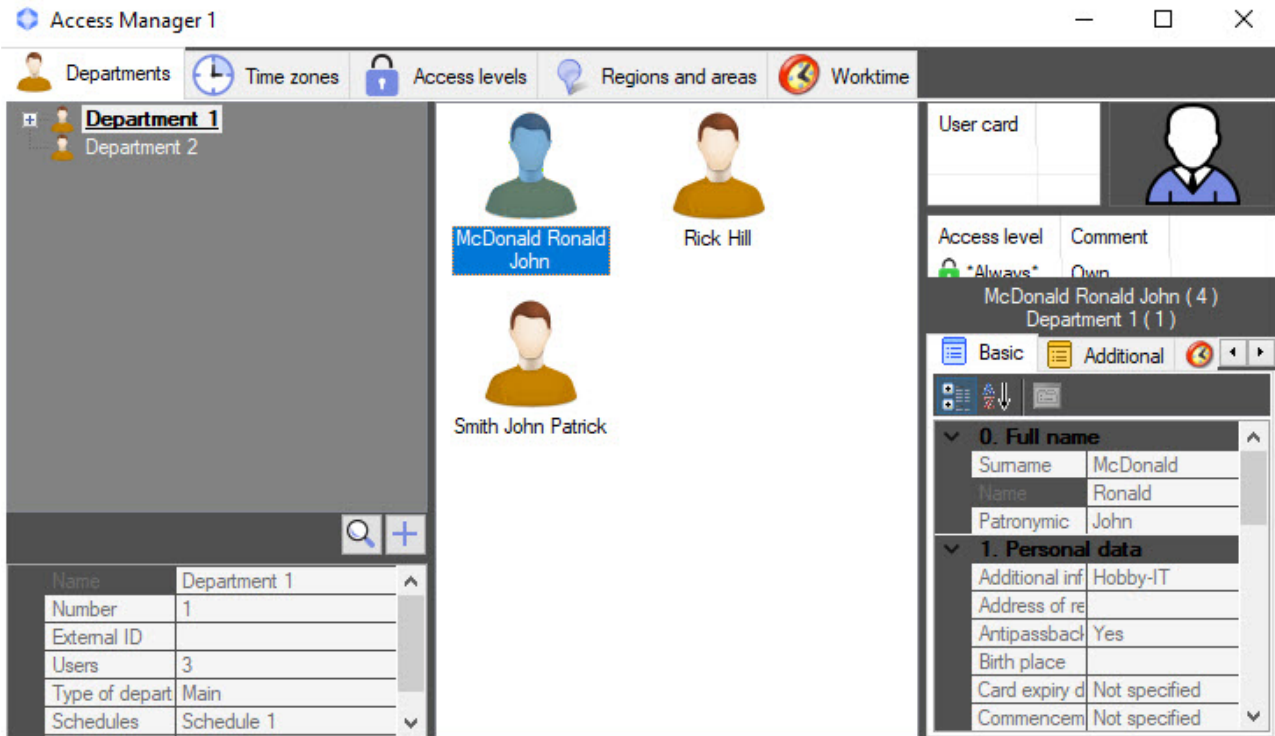 Access Manager 1
Departments Time zones Access levels Regions and areas Worktime
Department 1
Department 2
McDonald Ronald
John
Rick Hill
Smith John Patrick
Name Department 1
Number 1
External ID
Users 3
Type of depart Main
Schedules Schedule 1
User card
Access level Comment
*Always* Own
McDonald Ronald John ( 4 )
Department 1 ( 1 )
Basic Additional
0. Full name
Surname McDonald
Name Ronald
Patronymic John
1. Personal data
Additional inf Hobby-IT
Address of re
Antipassback Yes
Birth place
Card expiry d Not specified
Commencem Not specified